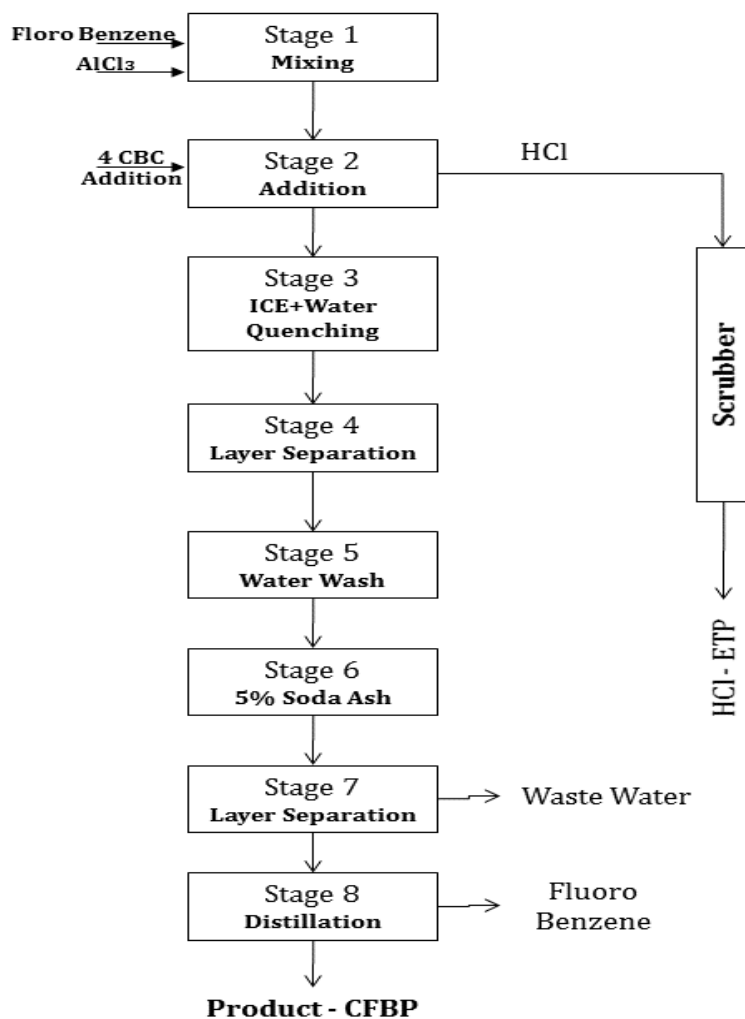 Floro Benzene
AlCl₃
Stage 1
Mixing
4 CBC
Addition
Stage 2
Addition
HCl
Stage 3
ICE+Water
Quenching
Scrubber
Stage 4
Layer Separation
Stage 5
Water Wash
HCl - ETP
Stage 6
5% Soda Ash
Stage 7
Layer Separation
Waste Water
Stage 8
Distillation
Fluoro
Benzene
Product - CFBP